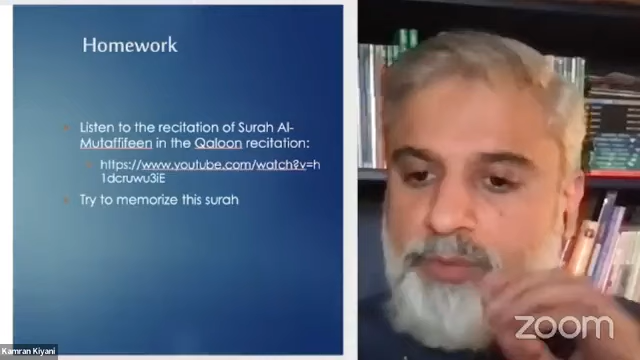 Homework
Listen to the recitation of Surah Al-
Mutaffifeen in the Qaloon recitation:
https://www.youtube.com/watch?v=h
1dcruwu3iE
Try to memorize this surah
Kamran Kiyani
zoom